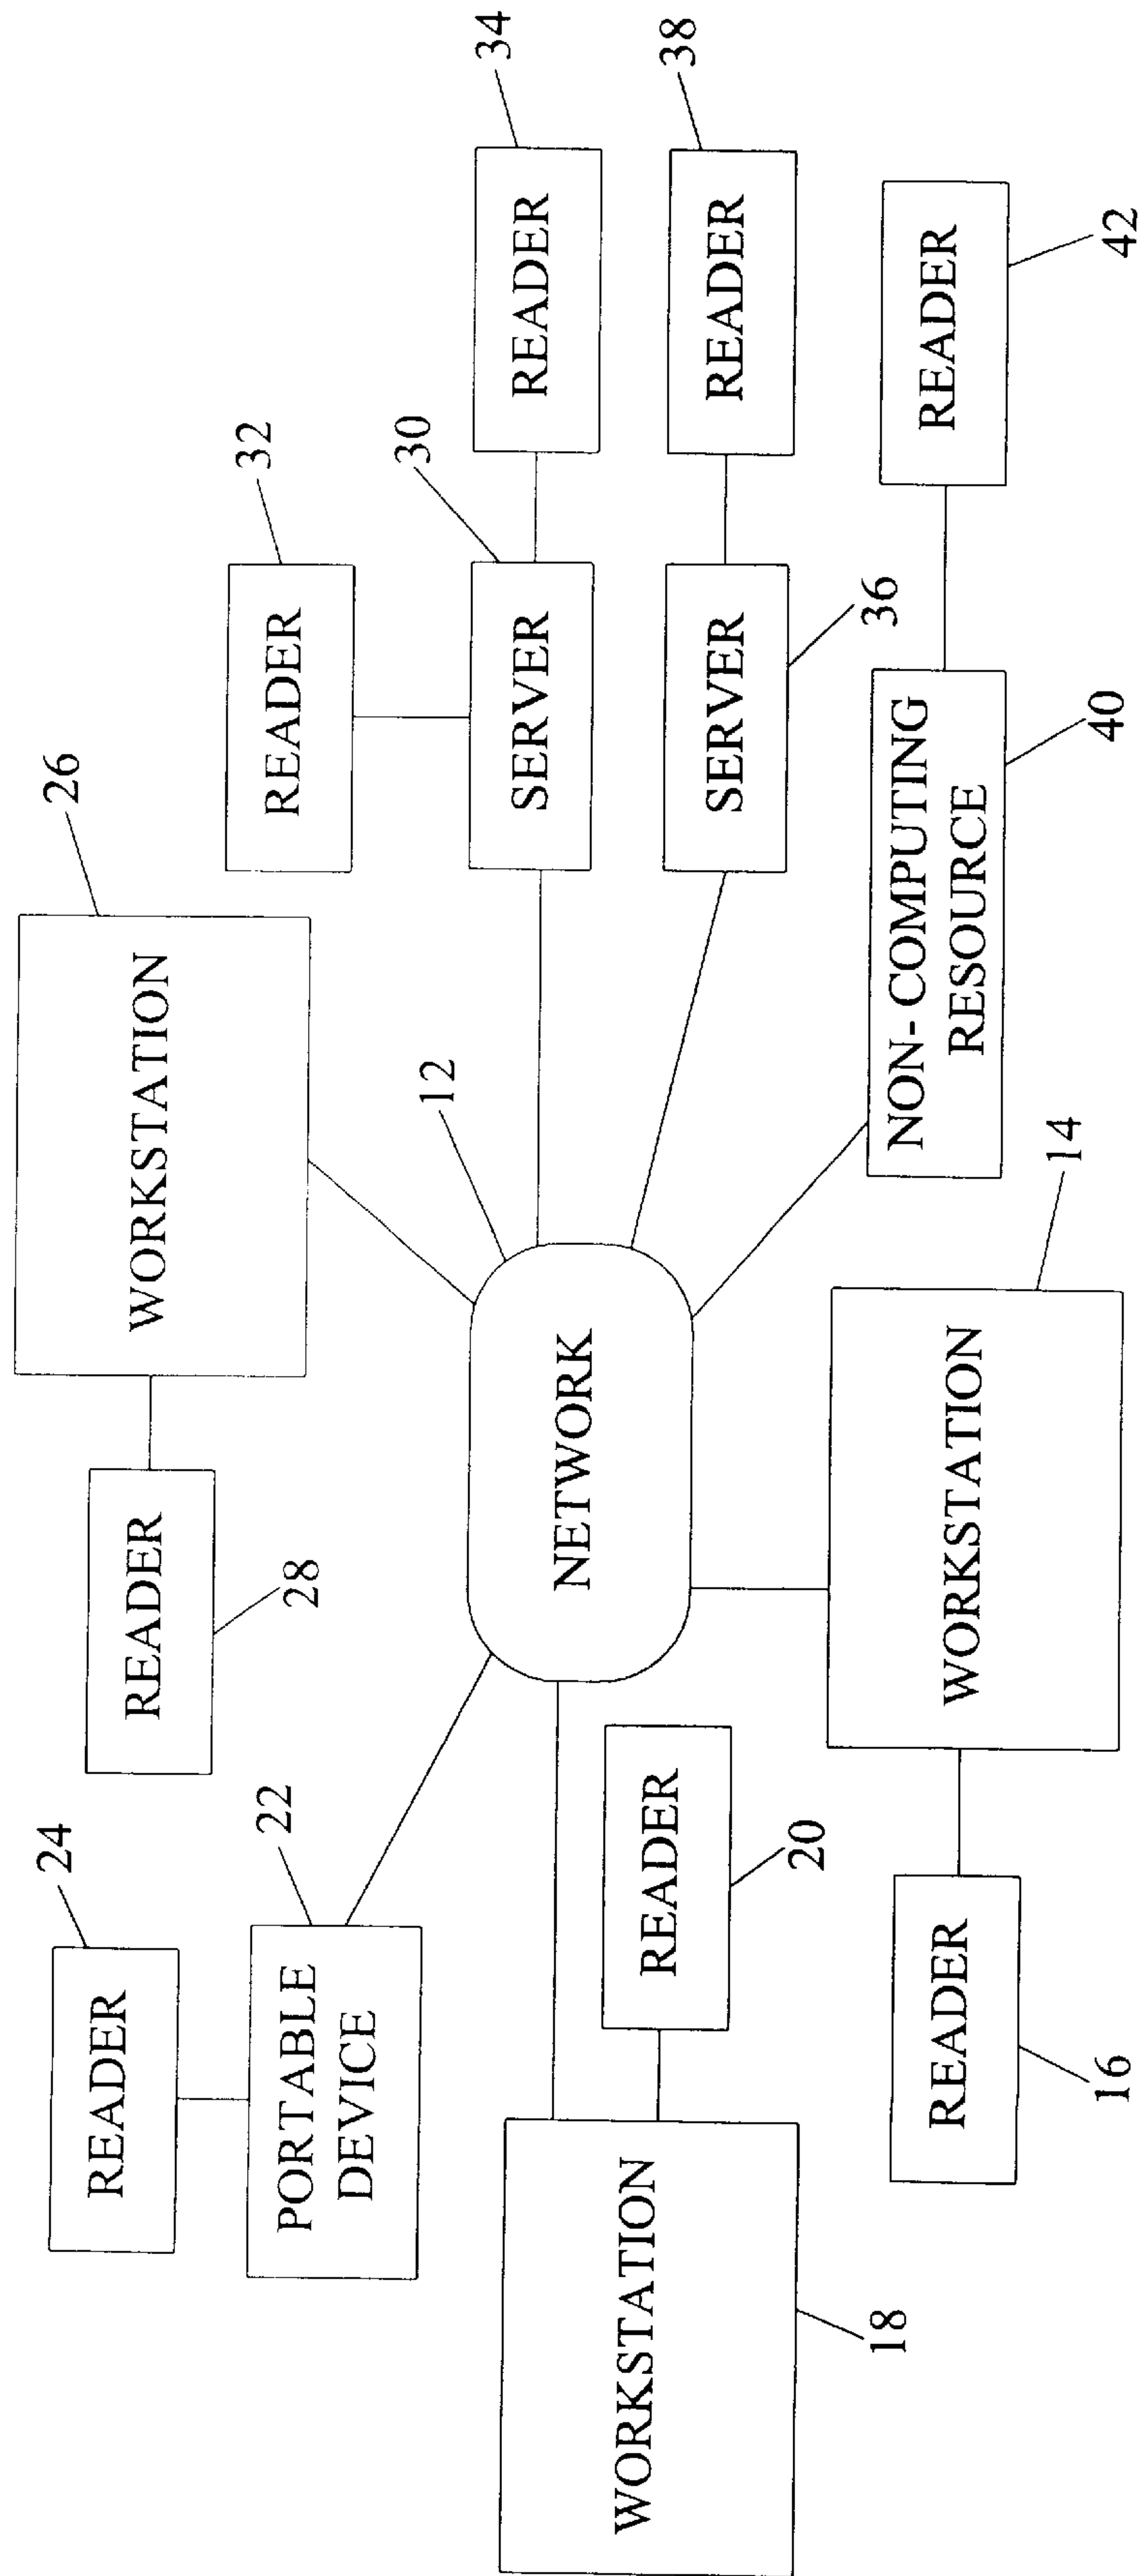 26
WORKSTATION
READER
28
24
READER
22
PORTABLE
DEVICE
12
NETWORK
32
READER
30
SERVER
34
READER
38
READER
SERVER
36
WORKSTATION
18
READER
20
NON-COMPUTING
RESOURCE
40
READER
42
14
WORKSTATION
READER
16